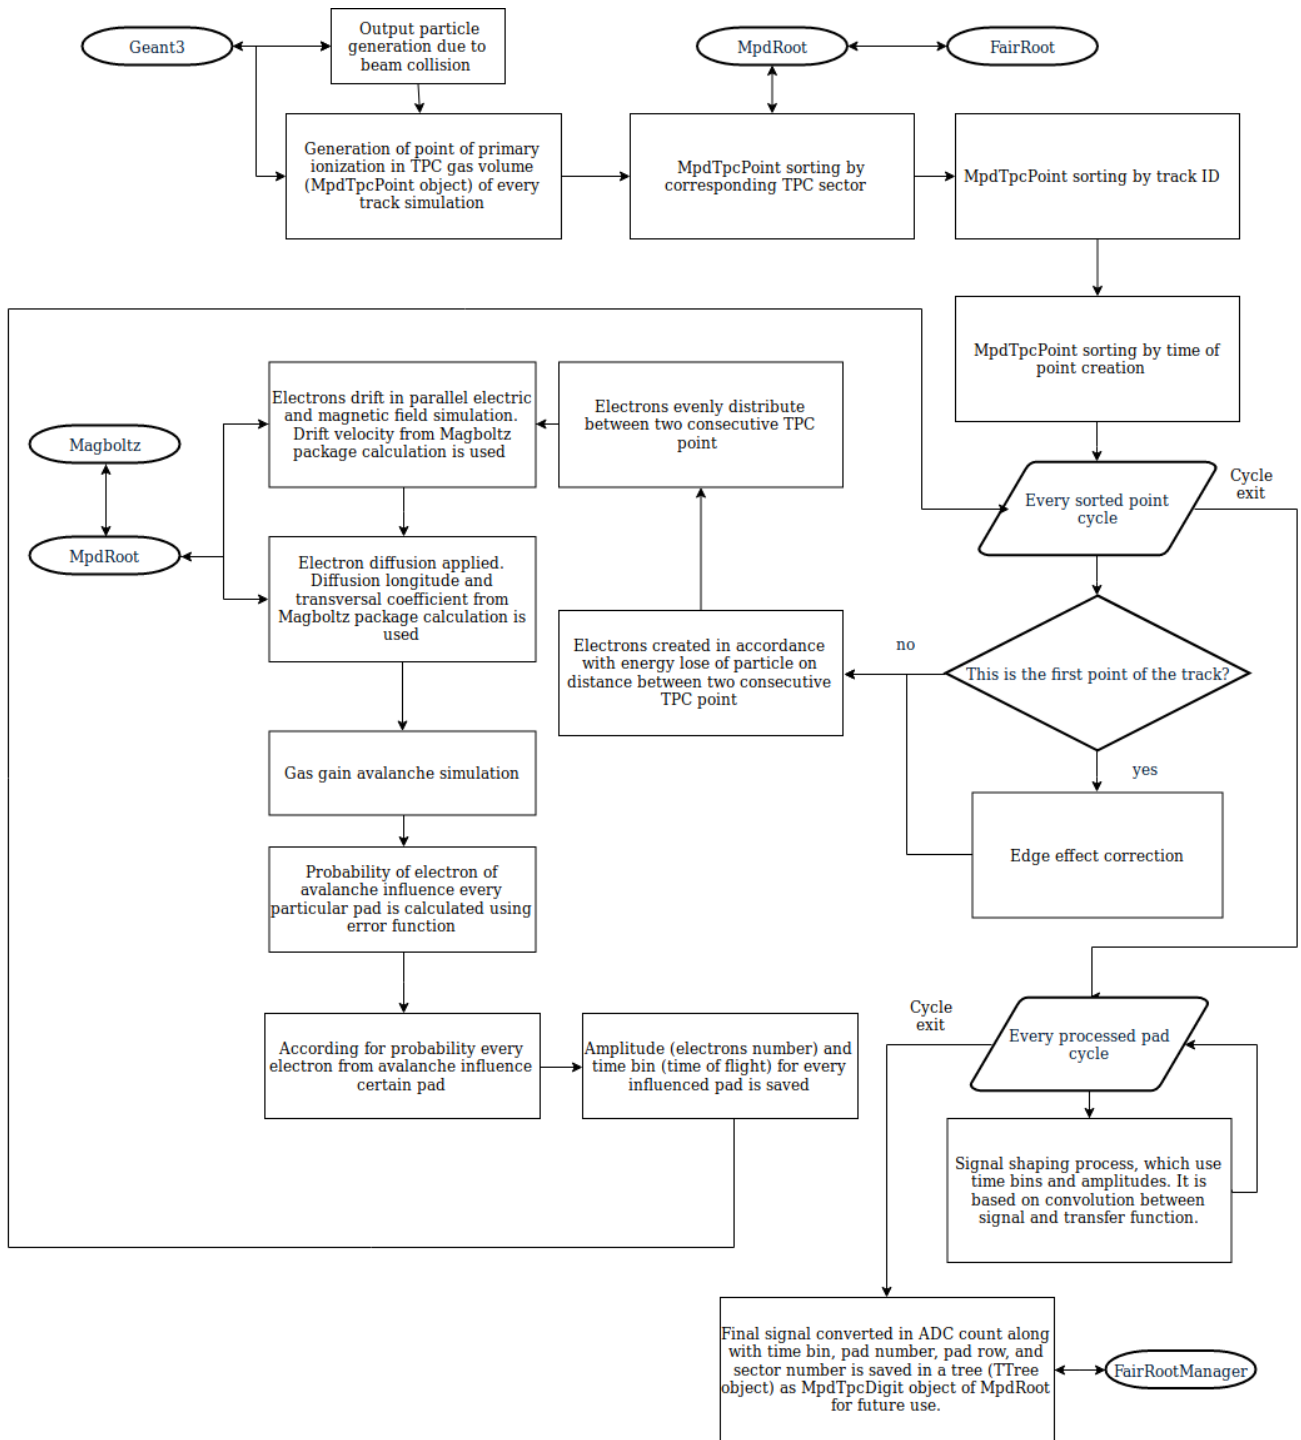 Geant3
Output particle
generation due to
beam collision
MpdRoot
FairRoot
Generation of point of primary
ionization in TPC gas volume
(MpdTpcPoint object) of every
track simulation
MpdTpcPoint sorting by
corresponding TPC sector
MpdTpcPoint sorting by track ID
MpdTpcPoint sorting by time of
point creation
Every sorted point
cycle
Cycle
exit
This is the first point of the track?
no
yes
Edge effect correction
Electrons created in accordance
with energy lose of particle on
distance between two consecutive
TPC point
Electrons evenly distribute
between two consecutive TPC
point
Electrons drift in parallel electric
and magnetic field simulation.
Drift velocity from Magboltz
package calculation is used
Magboltz
MpdRoot
Electron diffusion applied.
Diffusion longitude and
transversal coefficient from
Magboltz package calculation is
used
Gas gain avalanche simulation
Probability of electron of
avalanche influence every
particular pad is calculated using
error function
According for probability every
electron from avalanche influence
certain pad
Amplitude (electrons number) and
time bin (time of flight) for every
influenced pad is saved
Every processed pad
cycle
Cycle
exit
Signal shaping process, which use
time bins and amplitudes. It is
based on convolution between
signal and transfer function.
Final signal converted in ADC count along
with time bin, pad number, pad row, and
sector number is saved in a tree (TTree
object) as MpdTpcDigit object of MpdRoot
for future use.
FairRootManager